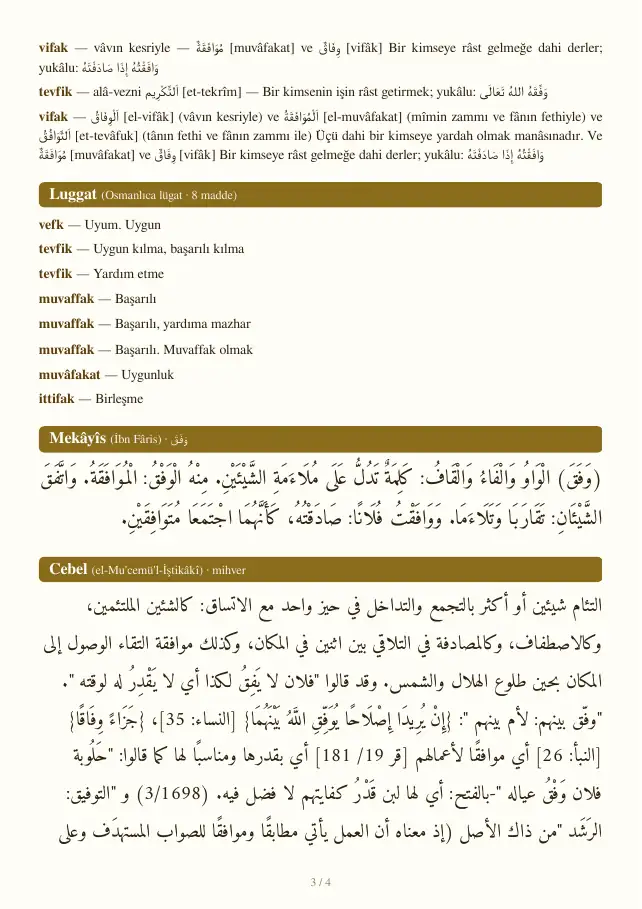 vifak — vâvın kesriyle — مُوَافَقَةٌ [muvâfakat] ve وِفَاقٌ [vifâk] Bir kimseye râst gelmeğe dahi derler;
yukâlu: وَافَقْتُهُ إِذَا صَادَفْتَهُ
tevfik — alâ-vezni اَلتَّكْرِيم [et-tekrîm] — Bir kimsenin işin râst getirmek; yukâlu: وَفَّقَهُ اللهُ تَعَالَى
vifak — اَلْوِفَاقُ [el-vifâk] (vâvın kesriyle) ve اَلْمُوَافَقَةُ [el-muvâfakat] (mîmin zammı ve fânın fethiyle) ve
اَلتَّوَافُقُ [et-tevâfuk] (tânın fethi ve fânın zammı ile) Üçü dahi bir kimseye yardah olmak manâsınadır. Ve
مُوَافَقَةٌ [muvâfakat] ve وِفَاقٌ [vifâk] Bir kimseye râst gelmeğe dahi derler; yukâlu: وَافَقْتُهُ إِذَا صَادَفْتَهُ
Luggat (Osmanlıca lügat · 8 madde)
vefk — Uyum. Uygun
tevfik — Uygun kılma, başarılı kılma
tevfik — Yardım etme
muvaffak — Başarılı
muvaffak — Başarılı, yardıma mazhar
muvaffak — Başarılı. Muvaffak olmak
muvâfakat — Uygunluk
ittifak — Birleşme
Mekâyîs (İbn Fâris) · وَفَقَ
(وَفَقَ) الْوَاوُ وَالْفَاءُ وَالْقَافُ: كَلِمَةٌ تَدُلُّ عَلَى مُلَاءَمَةِ الشَّيْئَيْنِ. مِنْهُ الْوَفْقُ: الْمُوَافَقَةُ. وَاتَّفَقَ
الشَّيْئَانِ: تَقَارَبَا وَتَلَاءَمَا. وَوَافَقْتُ فُلَانًا: صَادَقْتُهُ، كَأَنَّهُمَا اجْتَمَعَا مُتَوَافِقَيْنِ.
Cebel (el-Mu'cemü'l-İştikâkî) · mihver
التئام شيئين أو أكثر بالتجمع والتداخل في حيز واحد مع الاتساق: كالشئين الملتئمين،
وكالاصطفاف، وكالمصادفة في التلاقي بين اثنين في المكان، وكذلك موافقة التقاء الوصول إلى
المكان بحين طلوع الهلال والشمس. وقد قالوا "فلان لا يَفِقُ لكذا أي لا يَقْدِرُ له لوقته ".
"وفّق بينهم: لأم بينهم ": {إِنْ يُرِيدَا إِصْلَاحًا يُوَفِّقِ اللَّهُ بَيْنَهُمَا} [النساء: 35]، {جَزَاءً وِفَاقًا}
[النبأ: 26] أي موافقًا لأعمالهم [قر 19/ 181] أي بقدرها ومناسبًا لها كما قالوا: "حَلُوبة
فلان وَفْقُ عياله "-بالفتح: أي لها لبن قَدْرُ كفايتهم لا فضل فيه. (3/1698) و "التوفيق:
الرَشَد "من ذاك الأصل (إذ معناه أن العمل يأتي مطابقًا وموافقًا للصواب المستهدَف وعلى
3 / 4